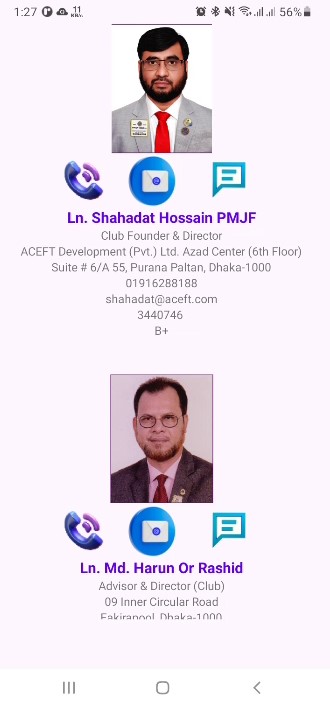 1:27 11 KB/s 56%
Ln. Shahadat Hossain PMJF
Club Founder & Director
ACEFT Development (Pvt.) Ltd. Azad Center (6th Floor)
Suite # 6/A 55, Purana Paltan, Dhaka-1000
01916288188
shahadat@aceft.com
3440746
B+
Ln. Md. Harun Or Rashid
Advisor & Director (Club)
09 Inner Circular Road
Fakirapool, Dhaka-1000